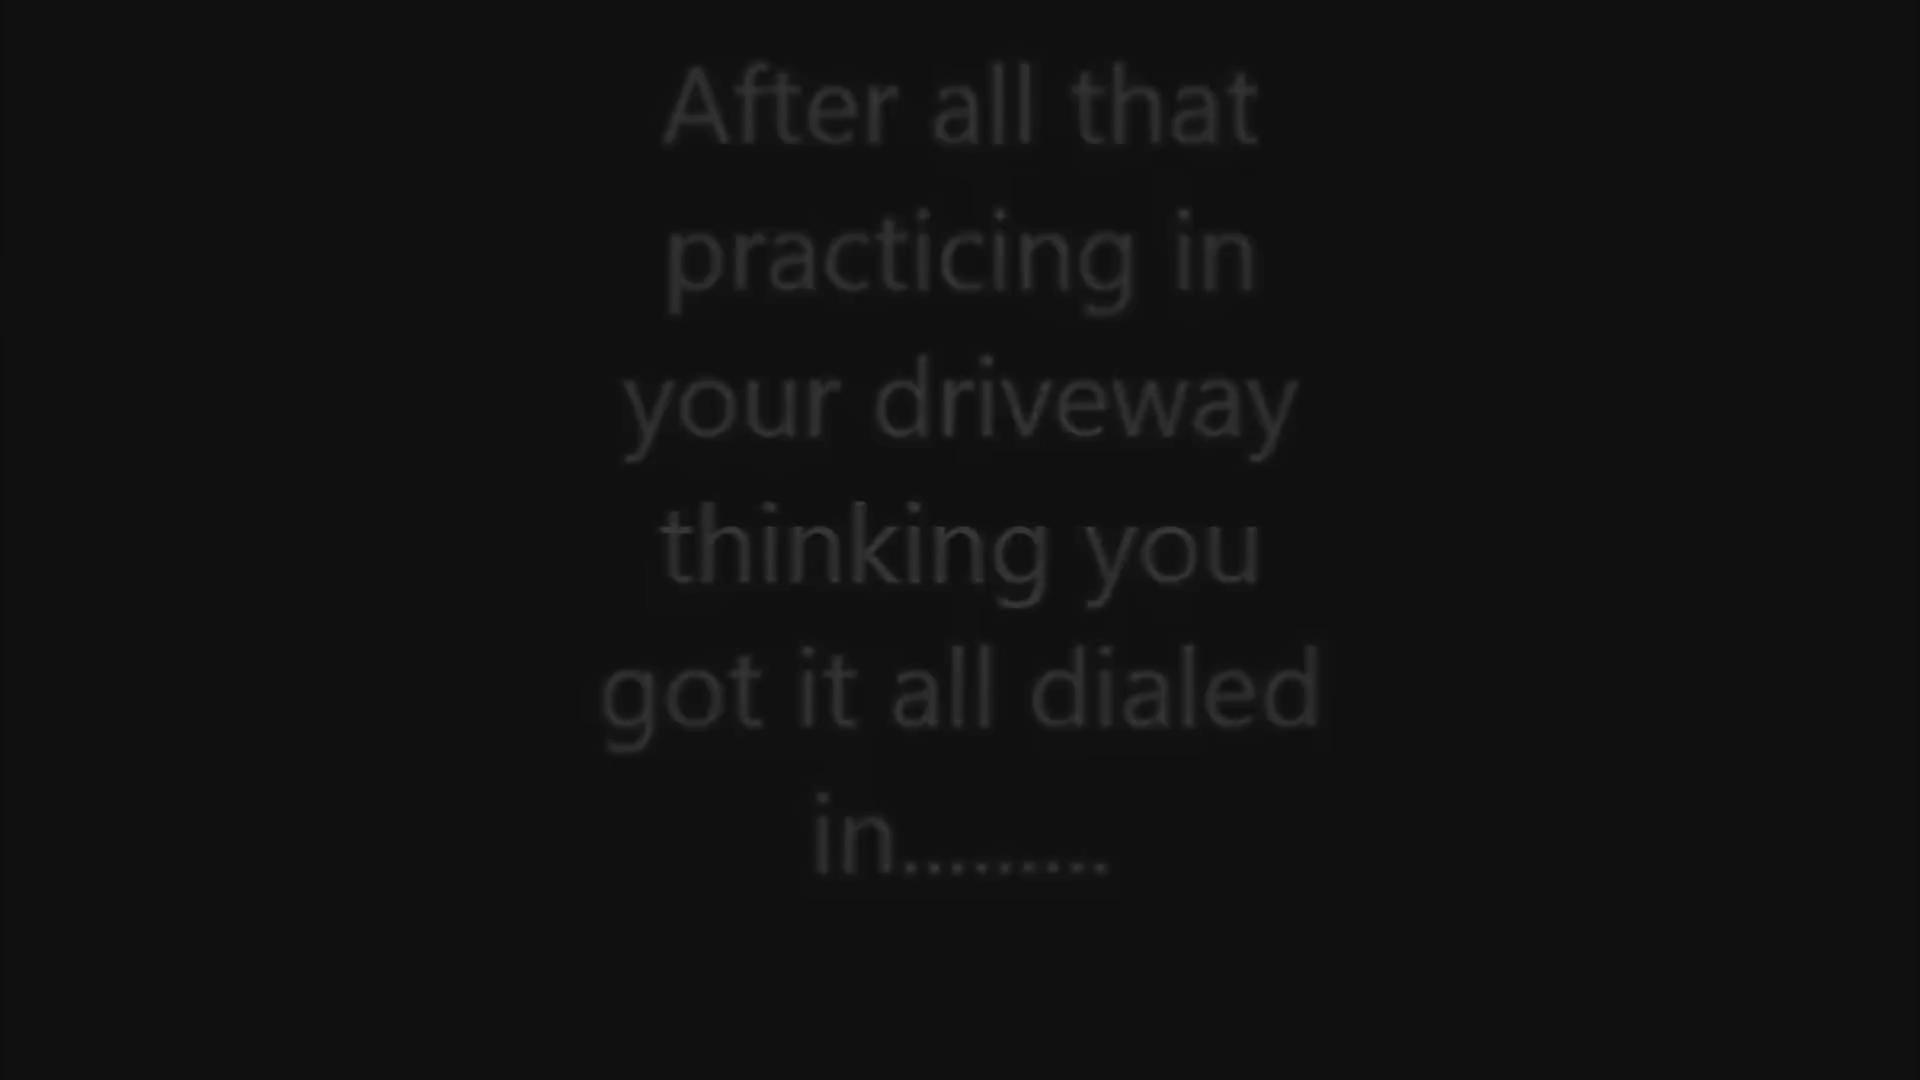 After all that
practicing in
your driveway
thinking you
got it all dialed
in.........